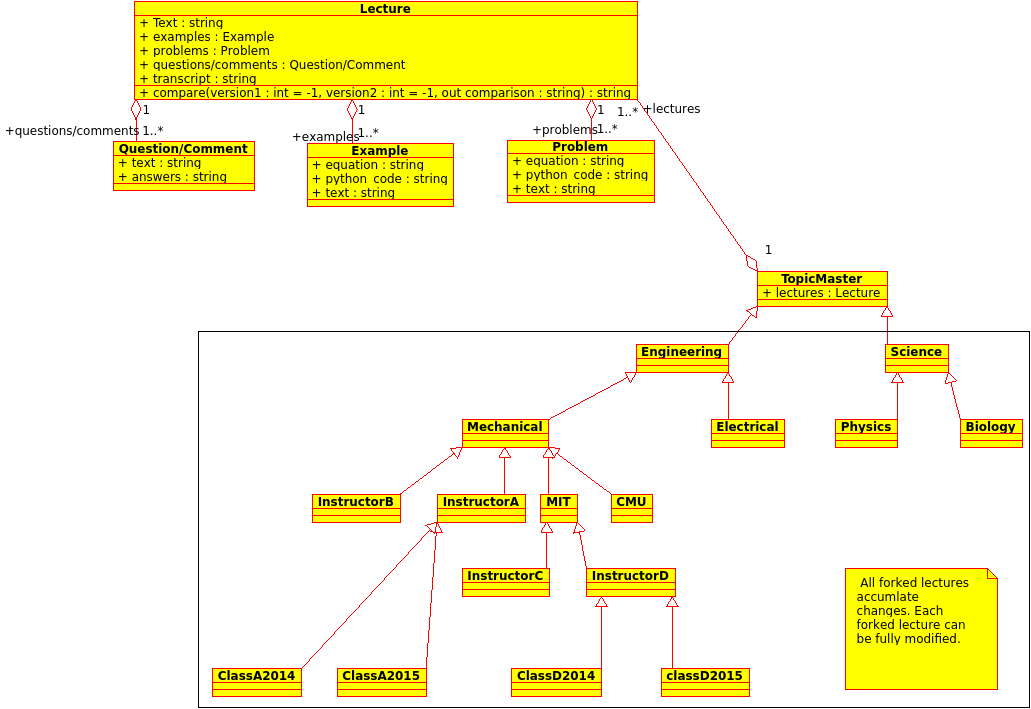 Lecture
+ Text : string
+ examples : Example
+ problems : Problem
+ questions/comments : Question/Comment
+ transcript : string
+ compare(version1 : int = -1, version2 : int = -1, out comparison : string) : string
1
1
1
1..*
+lectures
+questions/comments
1..*
+examples
1..*
+problems
1..*
Question/Comment
+ text : string
+ answers : string
Example
+ equation : string
+ python_code : string
+ text : string
Problem
+ equation : string
+ python_code : string
+ text : string
1
TopicMaster
+ lectures : Lecture
Engineering
Science
Mechanical
Electrical
Physics
Biology
InstructorB
InstructorA
MIT
CMU
InstructorC
InstructorD
All forked lectures
accumlate
changes. Each
forked lecture can
be fully modified.
ClassA2014
ClassA2015
ClassD2014
classD2015